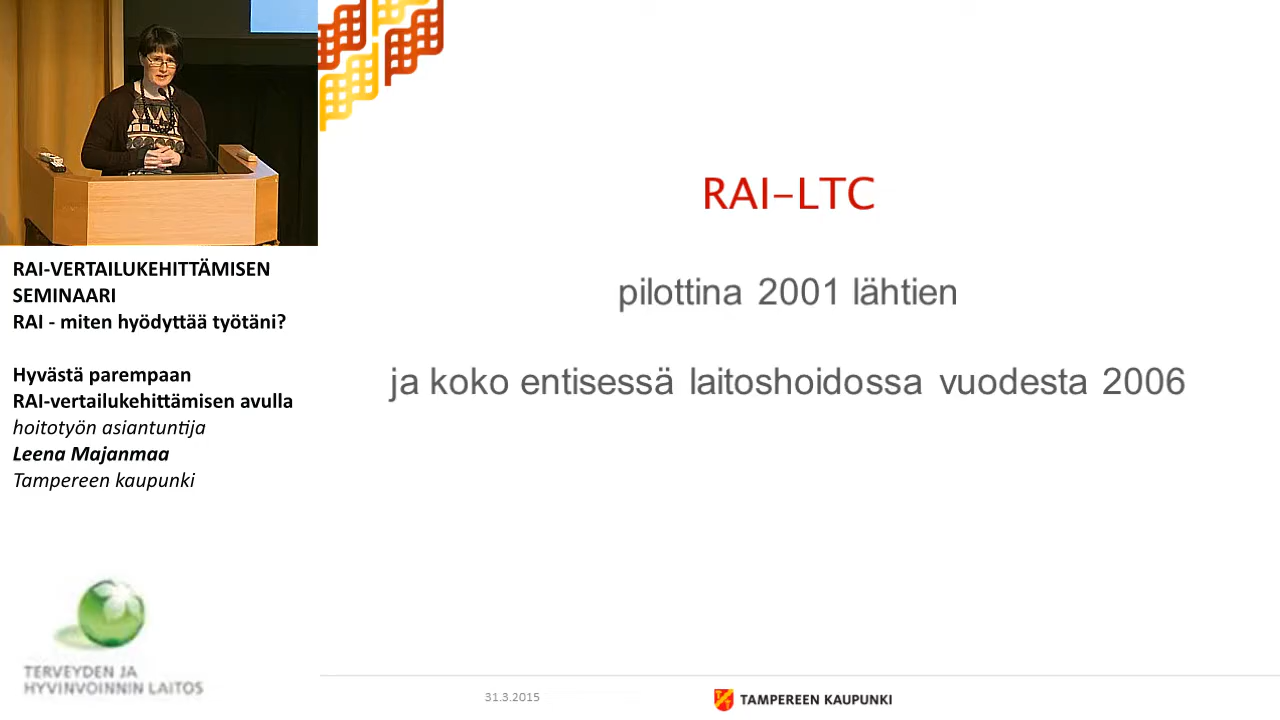 RAI-VERTAILUKEHITTÄMISEN
SEMINAARI
RAI - miten hyödyttää työtäni?
Hyvästä parempaan
RAI-vertailukehittämisen avulla
hoitotyön asiantuntija
Leena Majanmaa
Tampereen kaupunki
TERVEYDEN JA
HYVINVOINNIN LAITOS
RAI-LTC
pilottina 2001 lähtien
ja koko entisessä laitoshoidossa vuodesta 2006
31.3.2015
TAMPEREEN KAUPUNKI